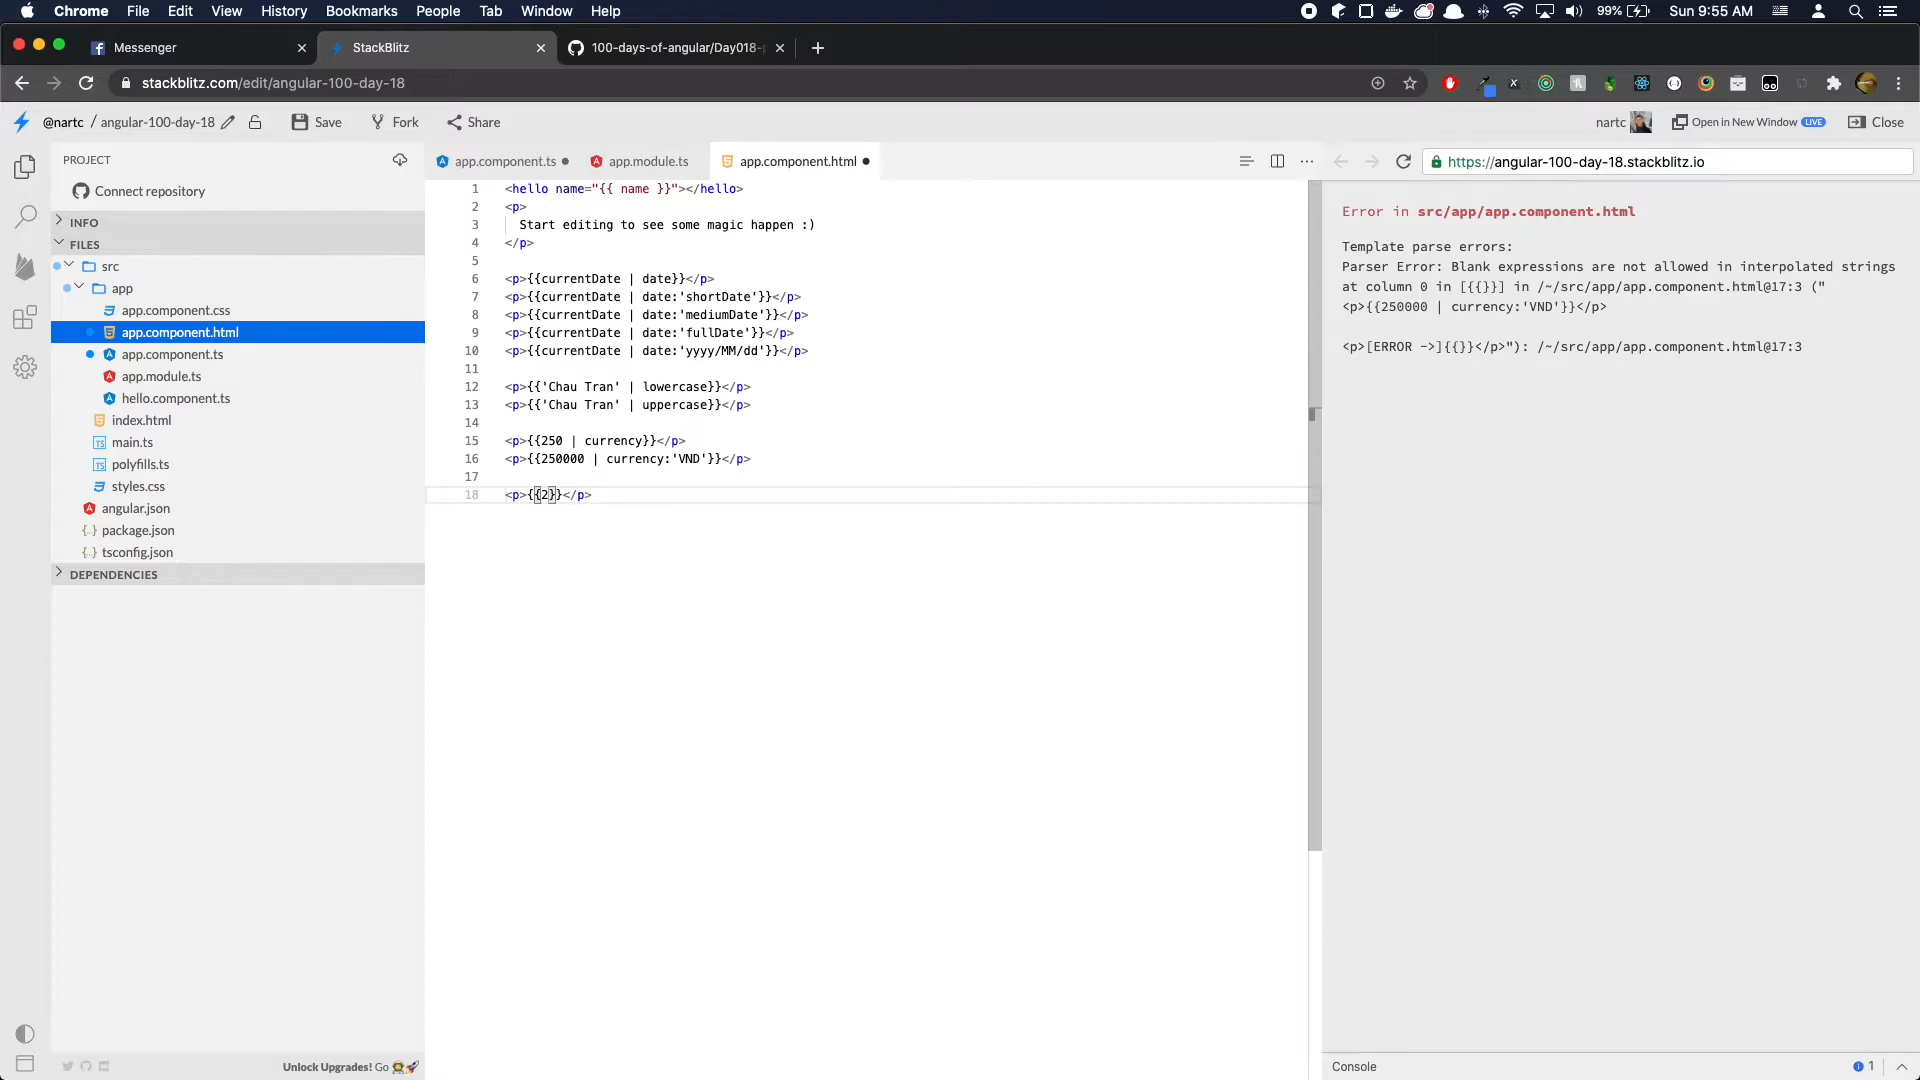 Chrome File Edit View History Bookmarks People Tab Window Help 99% Sun 9:55 AM
Messenger StackBlitz 100-days-of-angular/Day018-
stackblitz.com/edit/angular-100-day-18
@nartc / angular-100-day-18 Save Fork Share nartc Open in New Window LIVE Close
PROJECT
Connect repository
INFO
FILES
src
app
app.component.css
app.component.html
app.component.ts
app.module.ts
hello.component.ts
index.html
main.ts
polyfills.ts
styles.css
angular.json
package.json
tsconfig.json
DEPENDENCIES
Unlock Upgrades! Go
app.component.ts app.module.ts app.component.html
1 <hello name="{{ name }}"></hello>
2 <p>
3 Start editing to see some magic happen :)
4 </p>
5
6 <p>{{currentDate | date}}</p>
7 <p>{{currentDate | date:'shortDate'}}</p>
8 <p>{{currentDate | date:'mediumDate'}}</p>
9 <p>{{currentDate | date:'fullDate'}}</p>
10 <p>{{currentDate | date:'yyyy/MM/dd'}}</p>
11
12 <p>{{'Chau Tran' | lowercase}}</p>
13 <p>{{'Chau Tran' | uppercase}}</p>
14
15 <p>{{250 | currency}}</p>
16 <p>{{250000 | currency:'VND'}}</p>
17
18 <p>{{2}}</p>
https://angular-100-day-18.stackblitz.io
Error in src/app/app.component.html
Template parse errors:
Parser Error: Blank expressions are not allowed in interpolated strings
at column 0 in [{{}}] in /~/src/app/app.component.html@17:3 ("
<p>{{250000 | currency:'VND'}}</p>
<p>[ERROR ->]{{}}</p>"): /~/src/app/app.component.html@17:3
Console 1